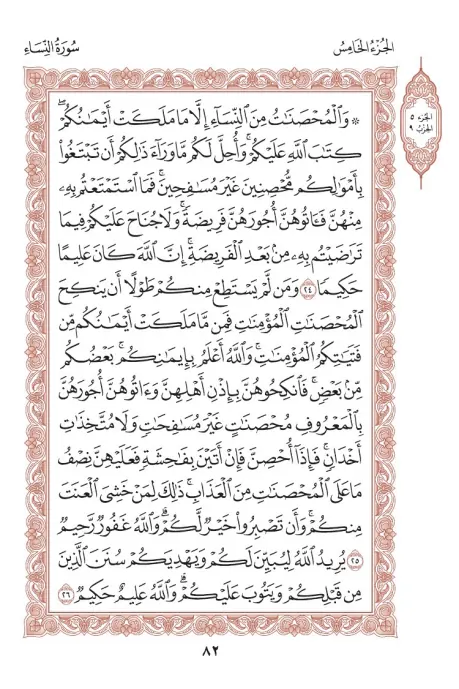 الجزء الخامس
سورة النساء
الجزء ٥
الحزب ٩
۞ وَٱلْمُحْصَنَٰتُ مِنَ ٱلنِّسَآءِ إِلَّا مَا مَلَكَتْ أَيْمَٰنُكُمْۖ
كِتَٰبَ ٱللَّهِ عَلَيْكُمْۚ وَأُحِلَّ لَكُم مَّا وَرَآءَ ذَٰلِكُمْ أَن تَبْتَغُوا۟
بِأَمْوَٰلِكُم مُّحْصِنِينَ غَيْرَ مُسَٰفِحِينَۚ فَمَا ٱسْتَمْتَعْتُم بِهِۦ
مِنْهُنَّ فَـَٔاتُوهُنَّ أُجُورَهُنَّ فَرِيضَةًۚ وَلَا جُنَاحَ عَلَيْكُمْ فِيمَا
تَرَٰضَيْتُم بِهِۦ مِنۢ بَعْدِ ٱلْفَرِيضَةِۚ إِنَّ ٱللَّهَ كَانَ عَلِيمًا
حَكِيمًا ٢٤ وَمَن لَّمْ يَسْتَطِعْ مِنكُمْ طَوْلًا أَن يَنكِحَ
ٱلْمُحْصَنَٰتِ ٱلْمُؤْمِنَٰتِ فَمِن مَّا مَلَكَتْ أَيْمَٰنُكُم مِّن
فَتَيَٰتِكُمُ ٱلْمُؤْمِنَٰتِۚ وَٱللَّهُ أَعْلَمُ بِإِيمَٰنِكُمۚ بَعْضُكُم
مِّنۢ بَعْضٍۚ فَٱنكِحُوهُنَّ بِإِذْنِ أَهْلِهِنَّ وَءَاتُوهُنَّ أُجُورَهُنَّ
بِٱلْمَعْرُوفِ مُحْصَنَٰتٍ غَيْرَ مُسَٰفِحَٰتٍ وَلَا مُتَّخِذَٰتِ
أَخْدَانٍۚ فَإِذَآ أُحْصِنَّ فَإِنْ أَتَيْنَ بِفَٰحِشَةٍ فَعَلَيْهِنَّ نِصْفُ
مَا عَلَى ٱلْمُحْصَنَٰتِ مِنَ ٱلْعَذَابِۚ ذَٰلِكَ لِمَنْ خَشِىَ ٱلْعَنَتَ
مِنكُمْۚ وَأَن تَصْبِرُوا۟ خَيْرٌ لَّكُمْۗ وَٱللَّهُ غَفُورٌ رَّحِيمٌ
٢٥ يُرِيدُ ٱللَّهُ لِيُبَيِّنَ لَكُمْ وَيَهْدِيَكُمْ سُنَنَ ٱلَّذِينَ
مِن قَبْلِكُمْ وَيَتُوبَ عَلَيْكُمْۗ وَٱللَّهُ عَلِيمٌ حَكِيمٌ ٢٦
٨٢